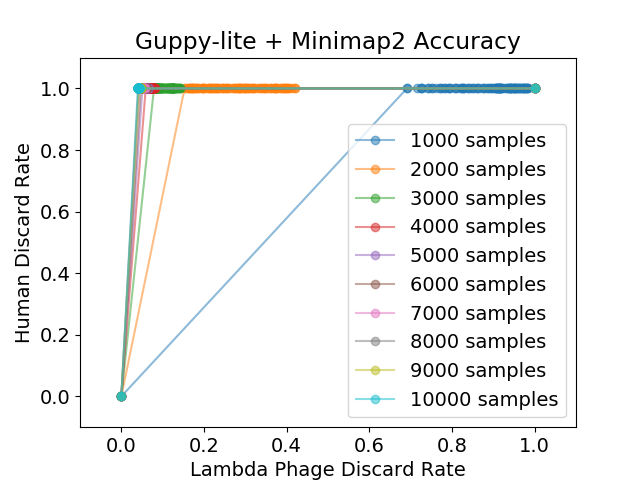 Guppy-lite + Minimap2 Accuracy
1.0
0.8
0.6
0.4
0.2
0.0
Human Discard Rate
1000 samples
2000 samples
3000 samples
4000 samples
5000 samples
6000 samples
7000 samples
8000 samples
9000 samples
10000 samples
0.0 0.2 0.4 0.6 0.8 1.0
Lambda Phage Discard Rate